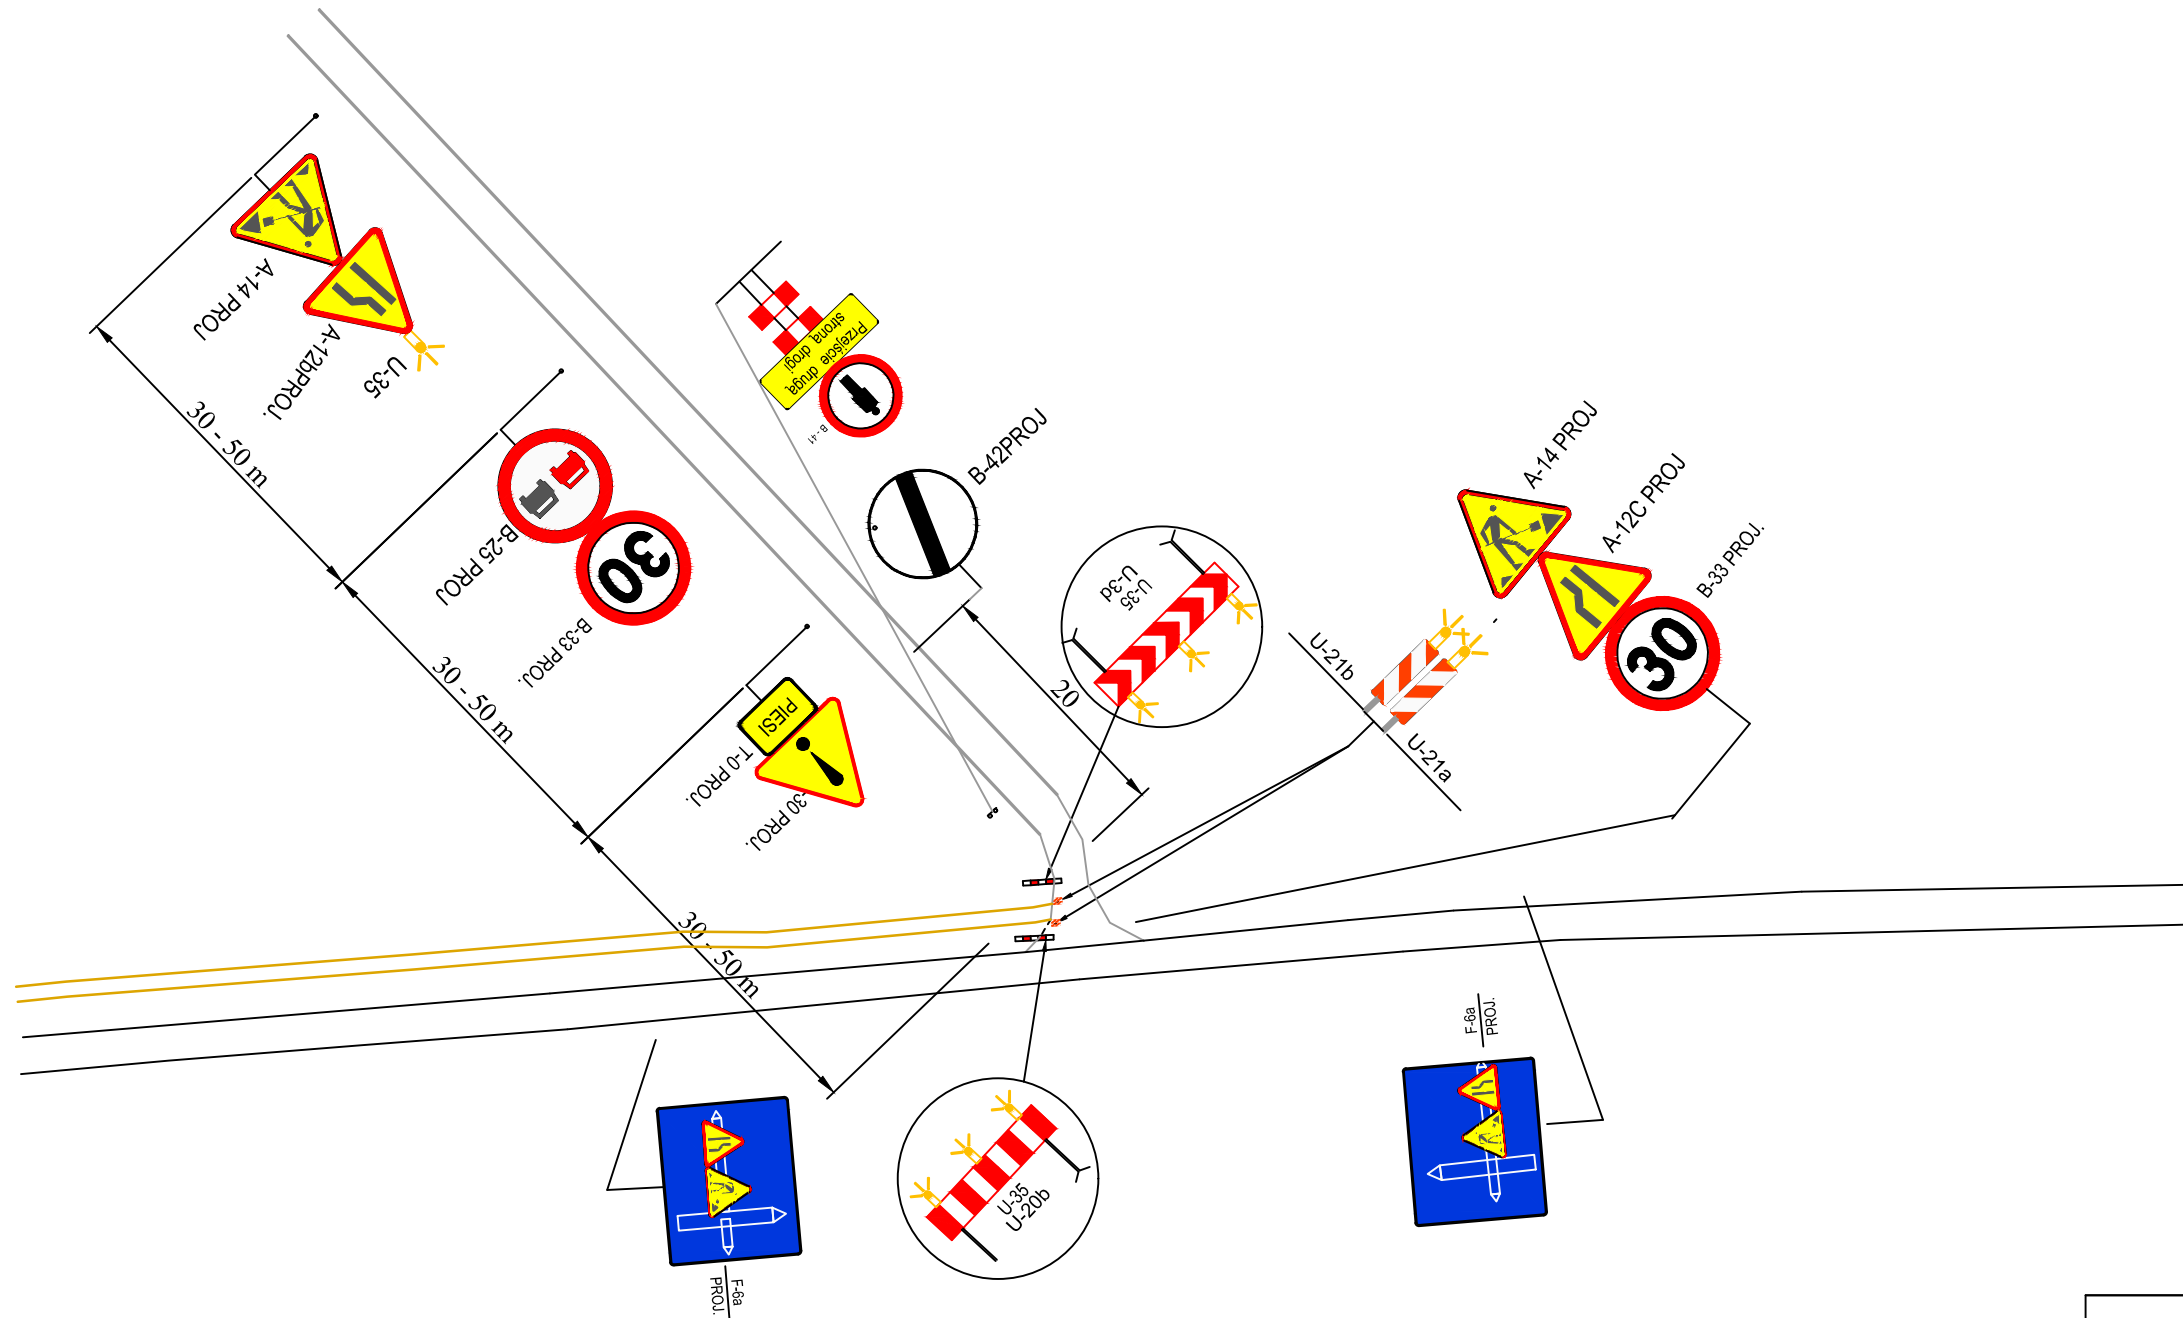 A-14 PROJ
A-12bPROJ.
U-35
30 - 50 m
B-25 PROJ
30
B-33 PROJ.
30 - 50 m
PIESI
T-0 PROJ.
-30 PROJ.
30 - 50 m
Przejście drugą
stroną drogi
B-41
B-42PROJ
20
U-35
U-3d
U-21b
U-21a
A-14 PROJ
A-12C PROJ
30
B-33 PROJ.
F-6a
PROJ.
U-35
U-20b
F-6a
PROJ.